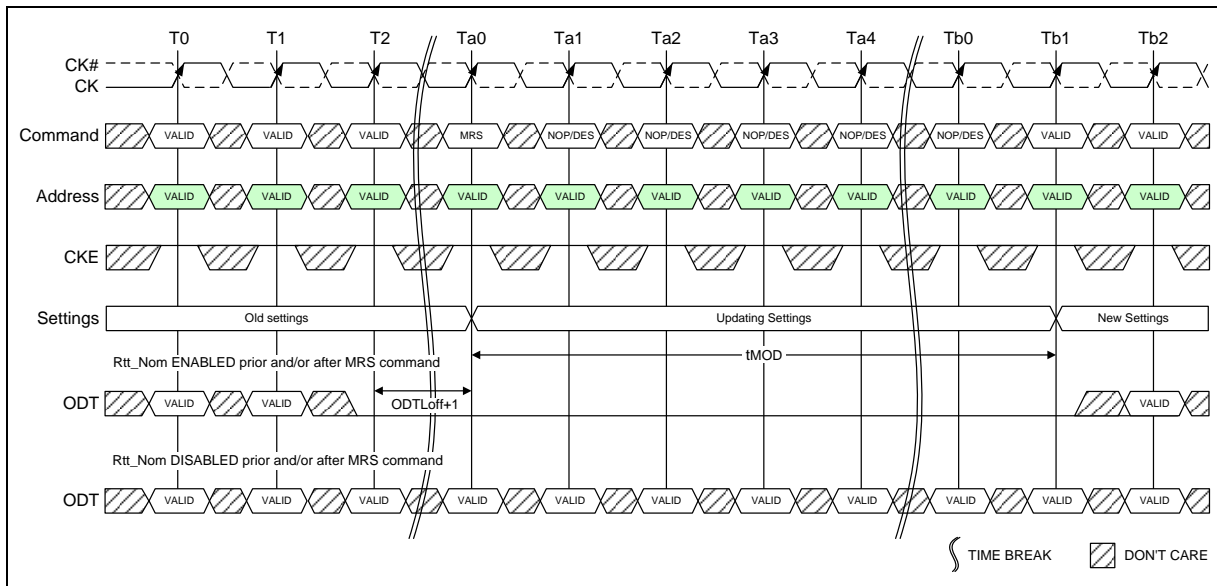 T0 T1 T2 Ta0 Ta1 Ta2 Ta3 Ta4 Tb0 Tb1 Tb2
CK#
CK
Command VALID VALID VALID MRS NOP/DES NOP/DES NOP/DES NOP/DES NOP/DES VALID VALID
Address VALID VALID VALID VALID VALID VALID VALID VALID VALID VALID VALID
CKE
Settings Old settings Updating Settings New Settings
tMOD
Rtt_Nom ENABLED prior and/or after MRS command
ODT VALID VALID ODTLoff+1 VALID
Rtt_Nom DISABLED prior and/or after MRS command
ODT VALID VALID VALID VALID VALID VALID VALID VALID VALID VALID VALID
TIME BREAK DON'T CARE